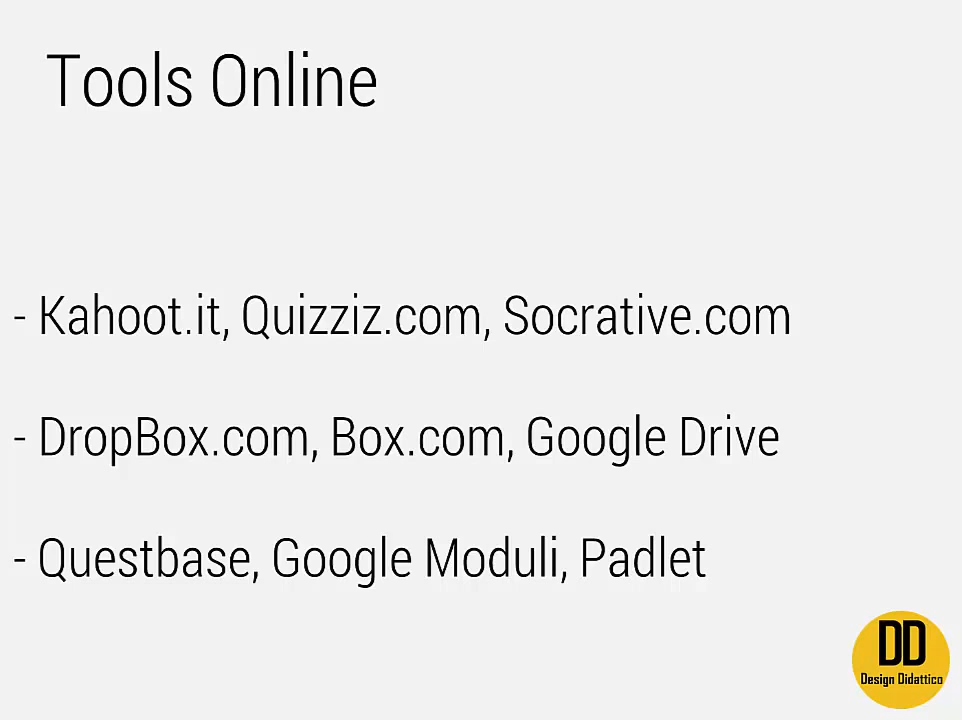 Tools Online
- Kahoot.it, Quizziz.com, Socrative.com
- DropBox.com, Box.com, Google Drive
- Questbase, Google Moduli, Padlet
DD
Design Didattico